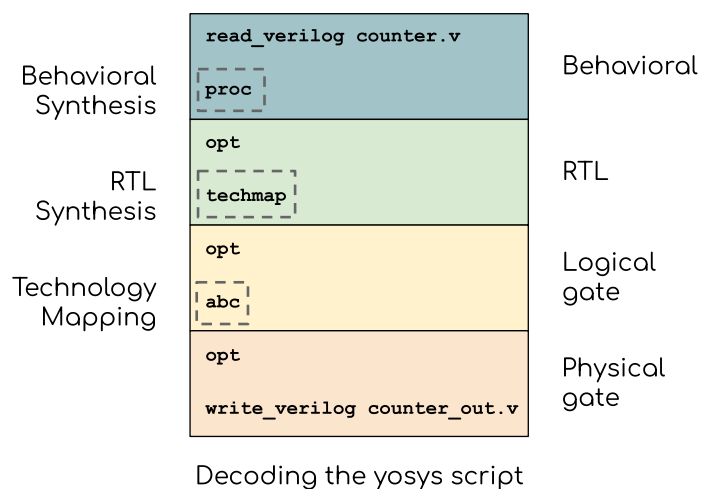 read_verilog counter.v
Behavioral
Behavioral
Synthesis
proc
opt
RTL
RTL
Synthesis
techmap
opt
Logical
gate
Technology
Mapping
abc
opt
Physical
gate
write_verilog counter_out.v
Decoding the yosys script